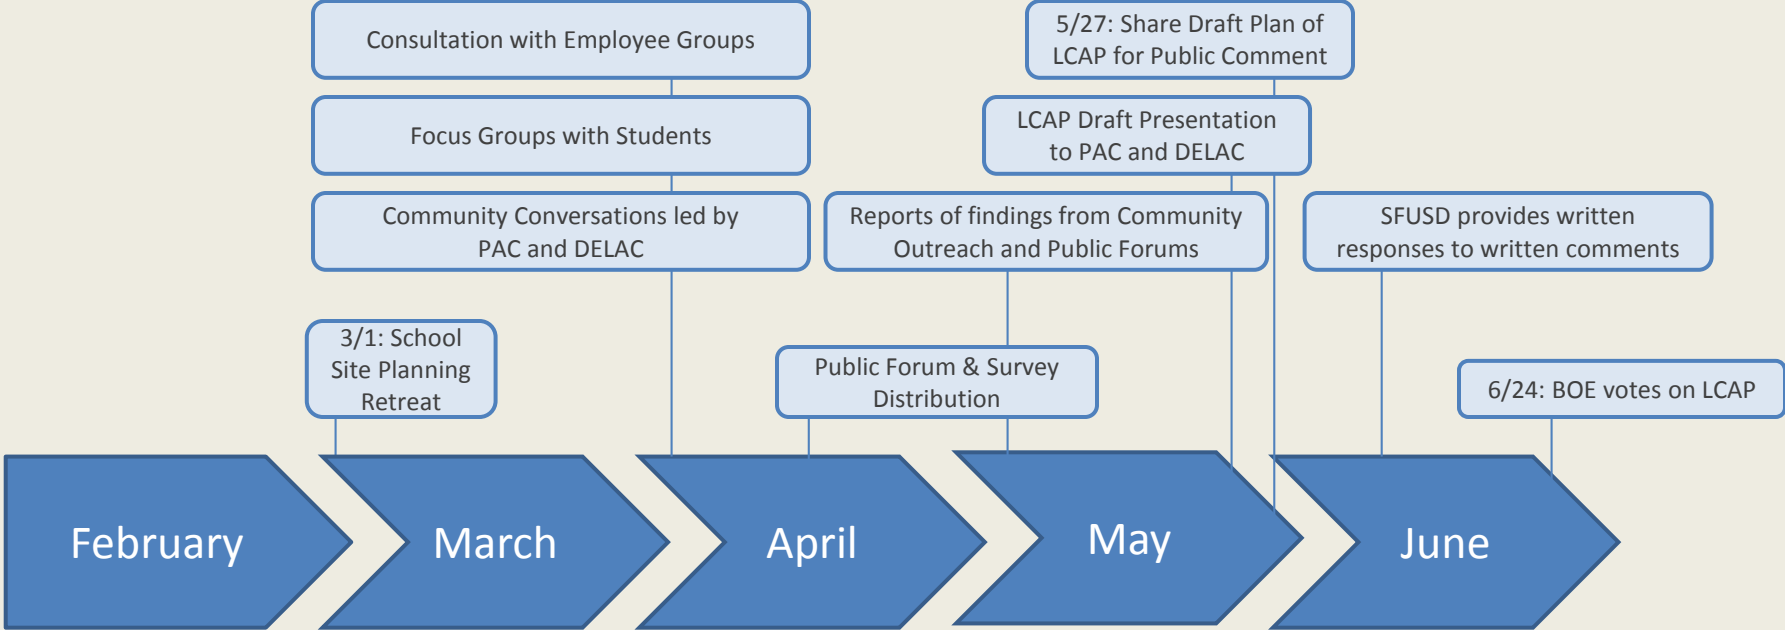 Consultation with Employee Groups
5/27: Share Draft Plan of
LCAP for Public Comment
Focus Groups with Students
LCAP Draft Presentation
to PAC and DELAC
Community Conversations led by
PAC and DELAC
Reports of findings from Community
Outreach and Public Forums
SFUSD provides written
responses to written comments
3/1: School
Site Planning
Retreat
Public Forum & Survey
Distribution
6/24: BOE votes on LCAP
February
March
April
May
June